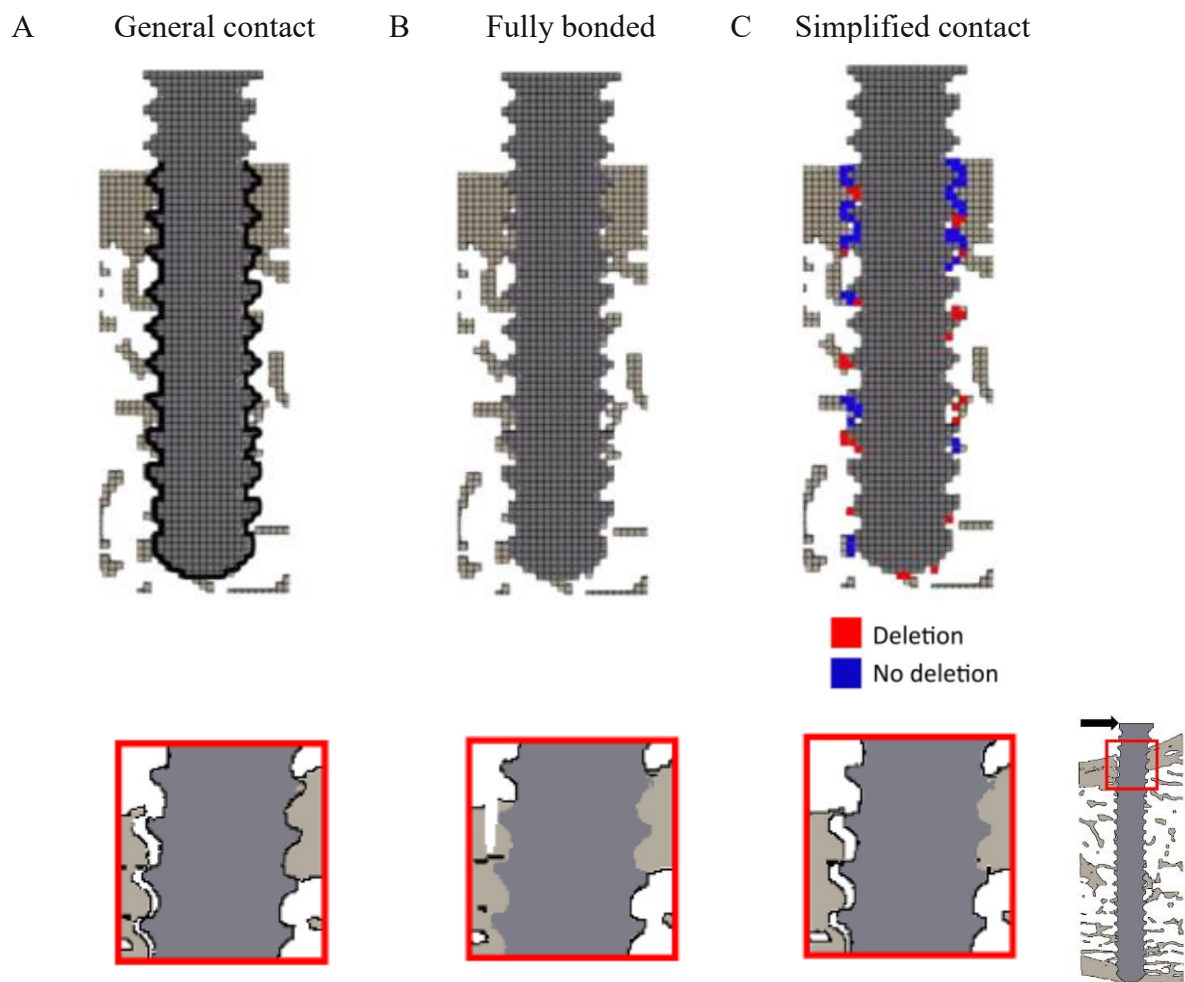 A General contact B Fully bonded C Simplified contact
Deletion
No deletion